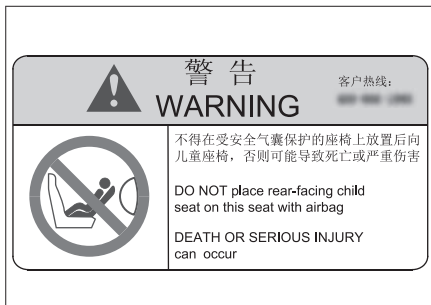 警告
WARNING
客户热线：
不得在受安全气囊保护的座椅上放置后向
儿童座椅，否则可能导致死亡或严重伤害
DO NOT place rear-facing child
seat on this seat with airbag
DEATH OR SERIOUS INJURY
can occur